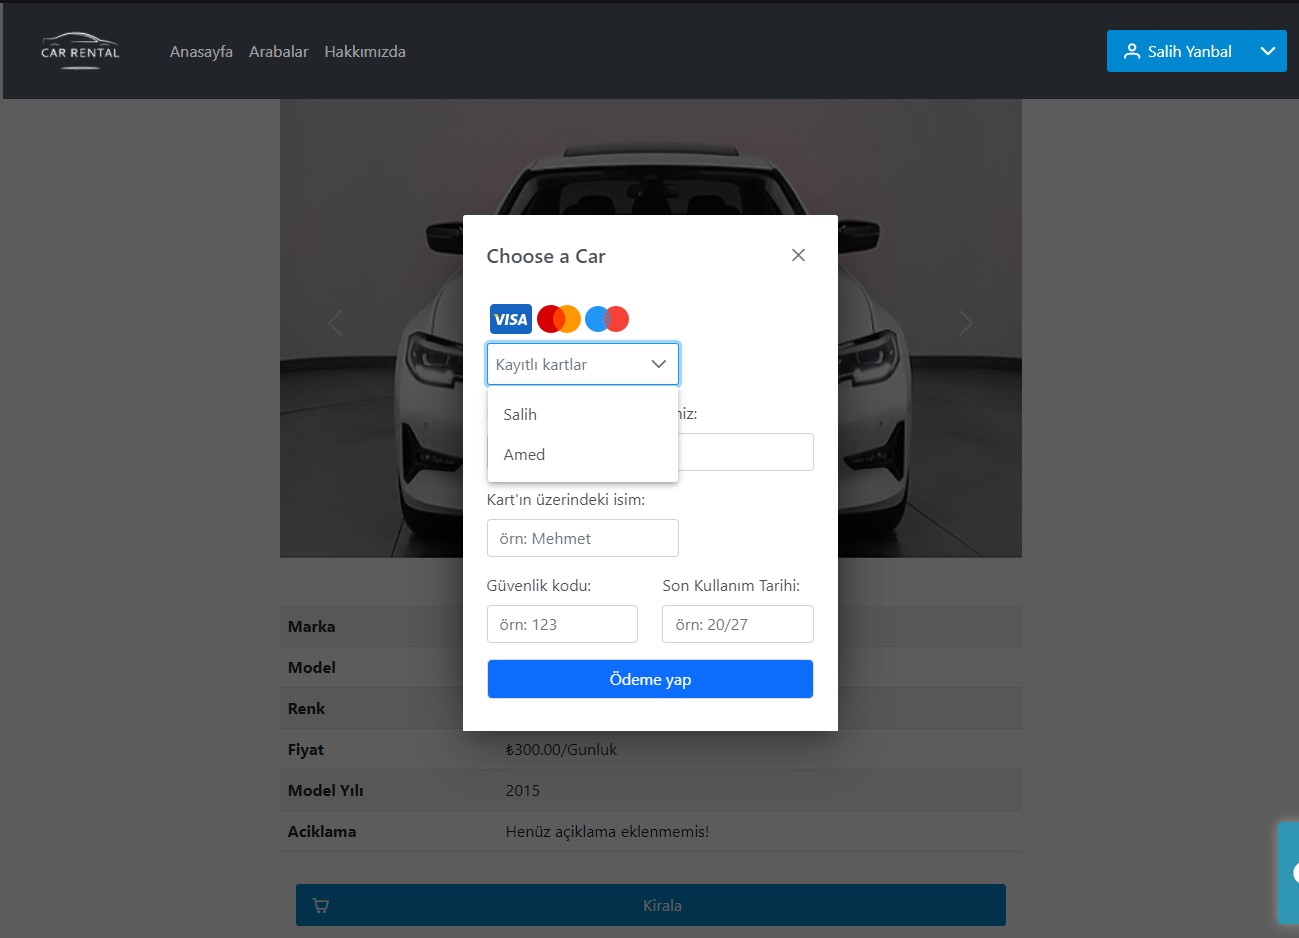 CAR RENTAL
Anasayfa Arabalar Hakkımızda
Salih Yanbal
Choose a Car
VISA
Kayıtlı kartlar
Salih
Amed
Kart'ın üzerindeki isim:
örn: Mehmet
Güvenlik kodu: Son Kullanım Tarihi:
örn: 123 örn: 20/27
Ödeme yap
Marka
Model
Renk
Fiyat ₺300.00/Gunluk
Model Yılı 2015
Aciklama Henüz açiklama eklenmemis!
Kirala